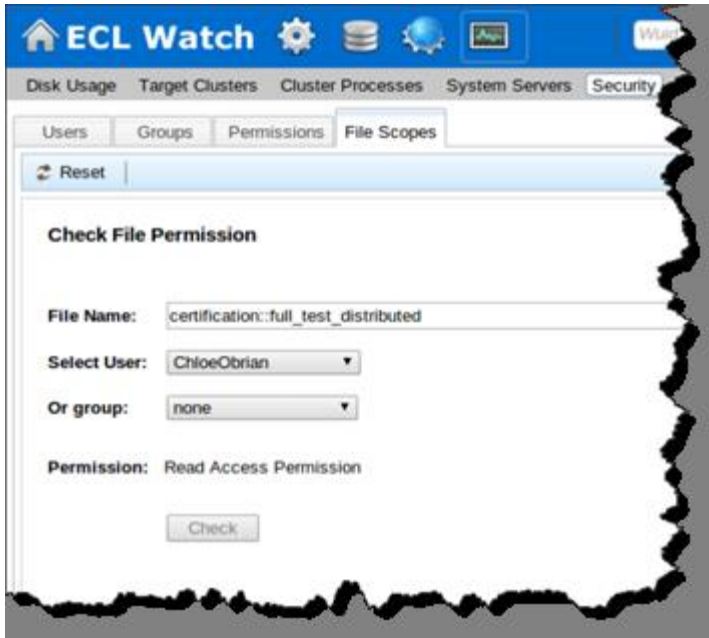 ECL Watch
Disk Usage Target Clusters Cluster Processes System Servers Security
Users Groups Permissions File Scopes
Reset
Check File Permission
File Name: certification::full_test_distributed
Select User: ChloeObrian
Or group: none
Permission: Read Access Permission
Check